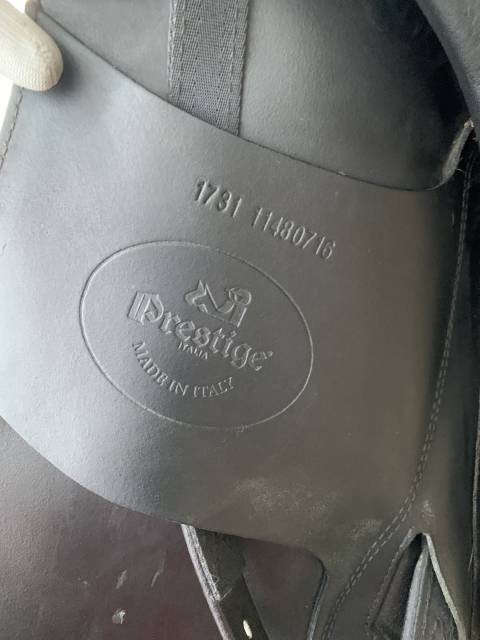 1731 11480716
Prestige
ITALIA
MADE IN ITALY